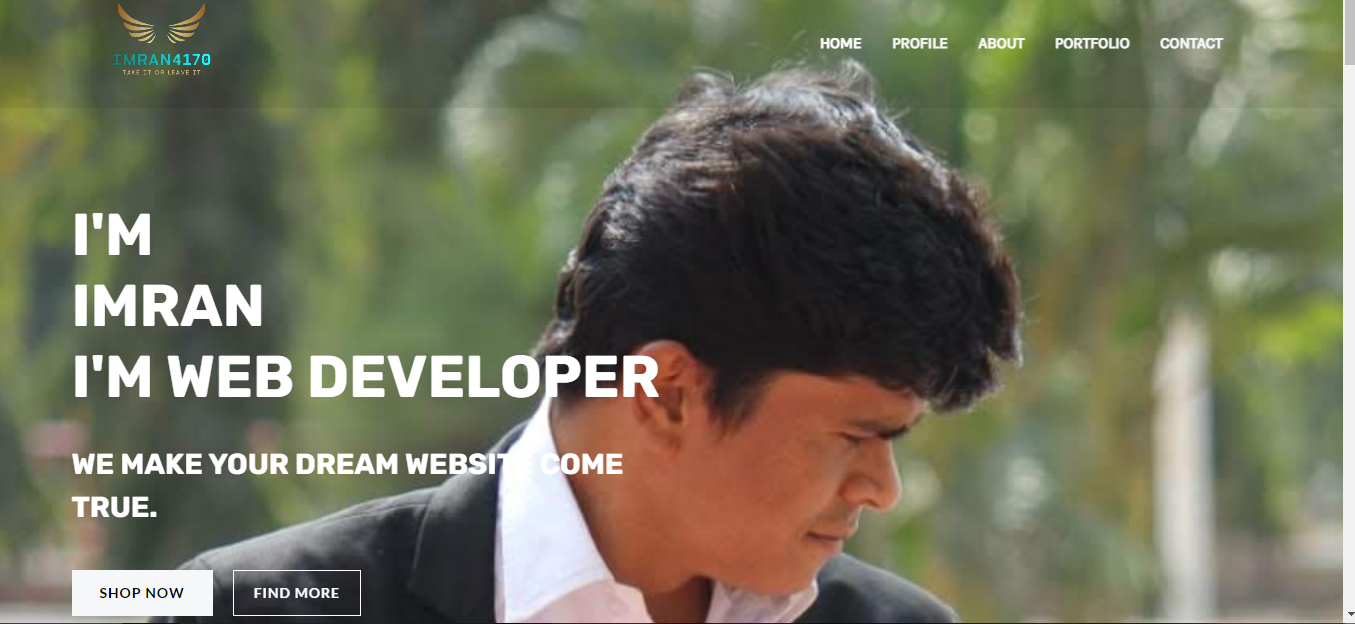 IMRAN4170
TAKE IT OR LEAVE IT
HOME PROFILE ABOUT PORTFOLIO CONTACT
I'M
IMRAN
I'M WEB DEVELOPER
WE MAKE YOUR DREAM WEBSITE COME
TRUE.
SHOP NOW FIND MORE